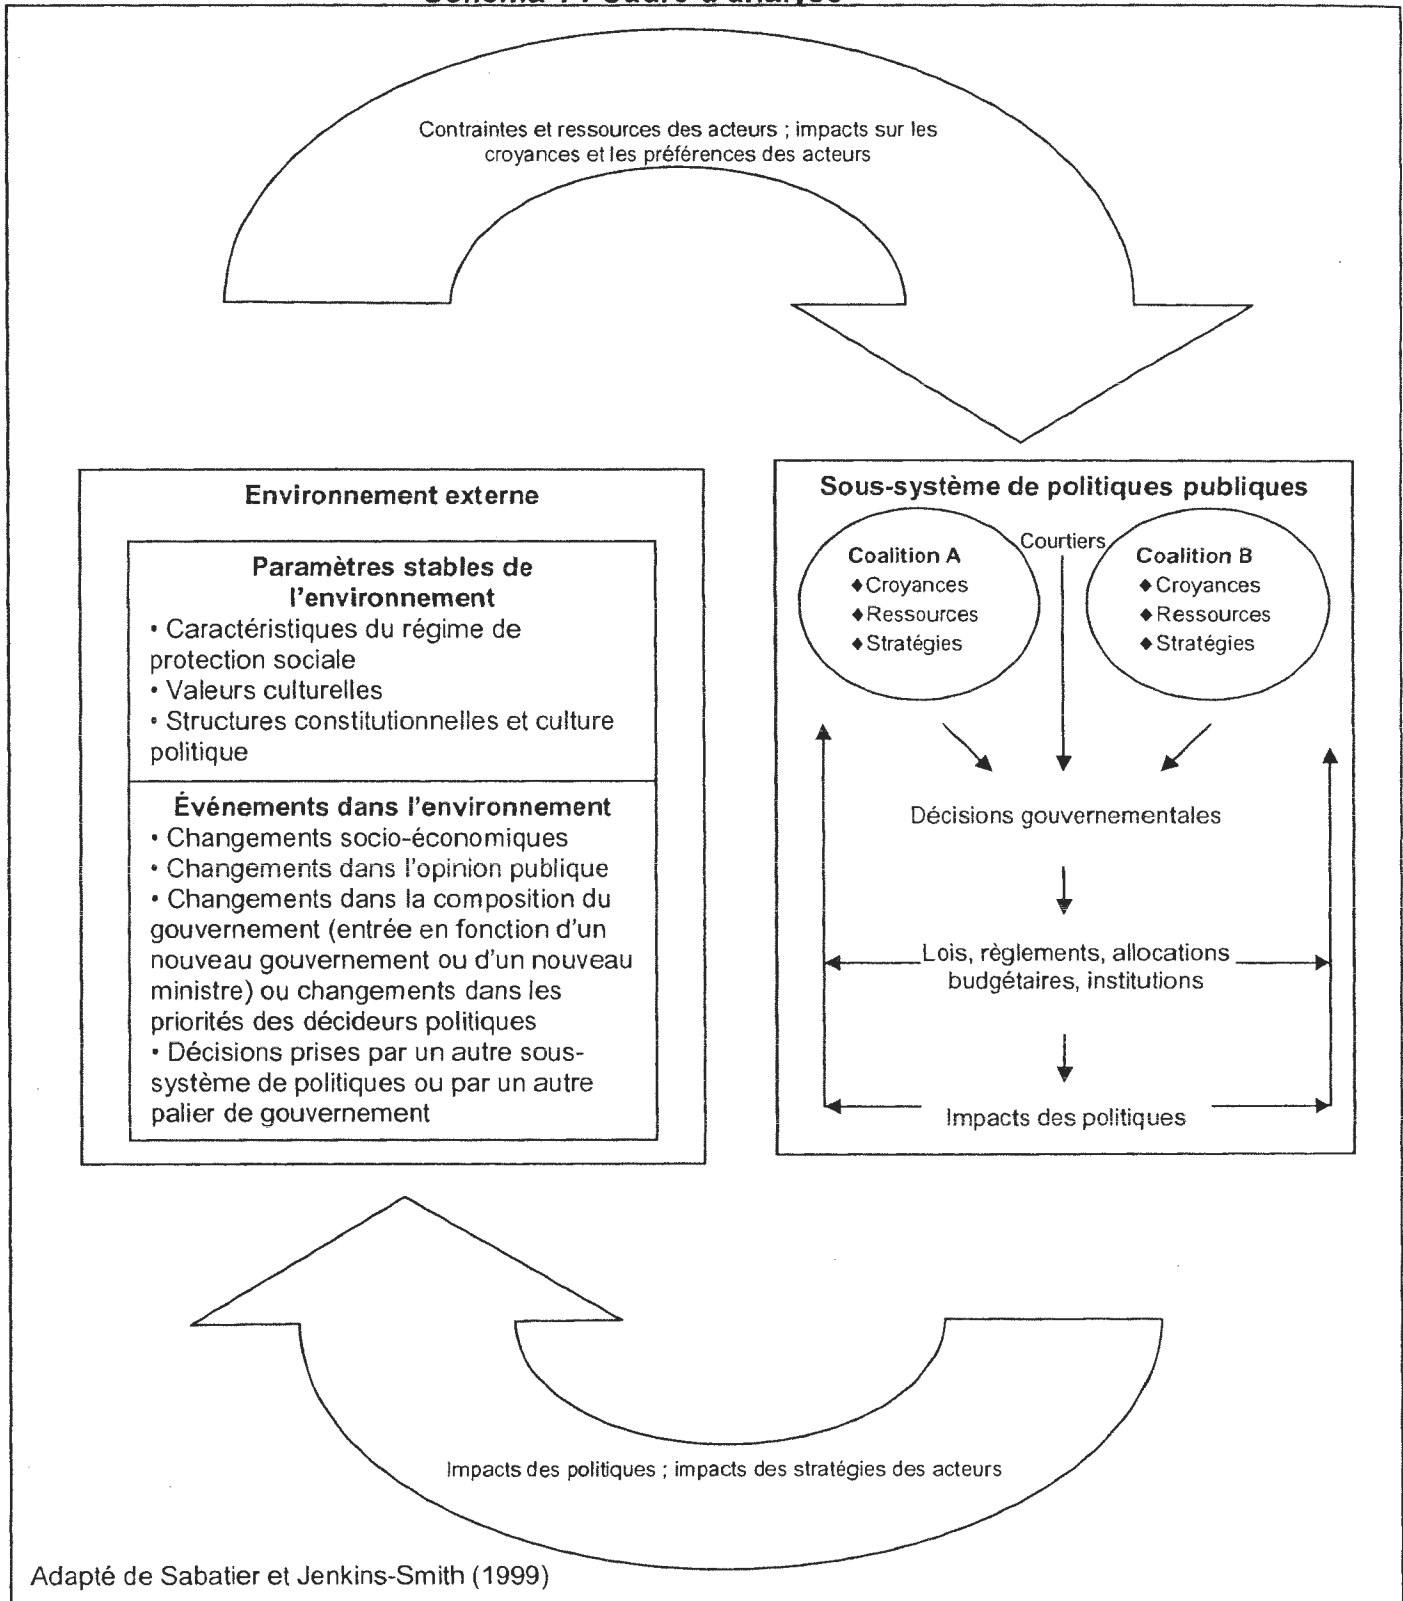 Contraintes et ressources des acteurs ; impacts sur les
croyances et les préférences des acteurs
Environnement externe
Paramètres stables de
l'environnement
• Caractéristiques du régime de
protection sociale
• Valeurs culturelles
• Structures constitutionnelles et culture
politique
Événements dans l'environnement
• Changements socio-économiques
• Changements dans l'opinion publique
• Changements dans la composition du
gouvernement (entrée en fonction d'un
nouveau gouvernement ou d'un nouveau
ministre) ou changements dans les
priorités des décideurs politiques
• Décisions prises par un autre sous-
système de politiques ou par un autre
palier de gouvernement
Sous-système de politiques publiques
Coalition A
♦Croyances
♦Ressources
♦Stratégies
Courtiers
Coalition B
♦Croyances
♦Ressources
♦Stratégies
Décisions gouvernementales
Lois, règlements, allocations
budgétaires, institutions
Impacts des politiques
Impacts des politiques ; impacts des stratégies des acteurs
Adapté de Sabatier et Jenkins-Smith (1999)